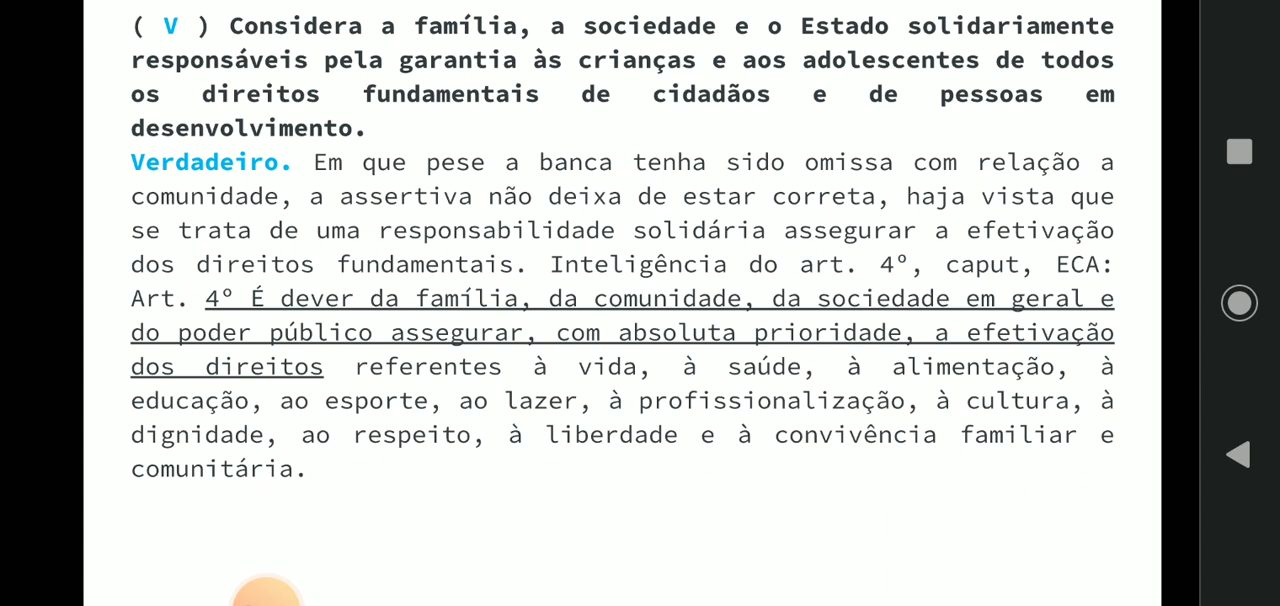 ( V ) Considera a família, a sociedade e o Estado solidariamente
responsáveis pela garantia às crianças e aos adolescentes de todos
os direitos fundamentais de cidadãos e de pessoas em
desenvolvimento.
Verdadeiro. Em que pese a banca tenha sido omissa com relação a
comunidade, a assertiva não deixa de estar correta, haja vista que
se trata de uma responsabilidade solidária assegurar a efetivação
dos direitos fundamentais. Inteligência do art. 4º, caput, ECA:
Art. 4º É dever da família, da comunidade, da sociedade em geral e
do poder público assegurar, com absoluta prioridade, a efetivação
dos direitos referentes à vida, à saúde, à alimentação, à
educação, ao esporte, ao lazer, à profissionalização, à cultura, à
dignidade, ao respeito, à liberdade e à convivência familiar e
comunitária.